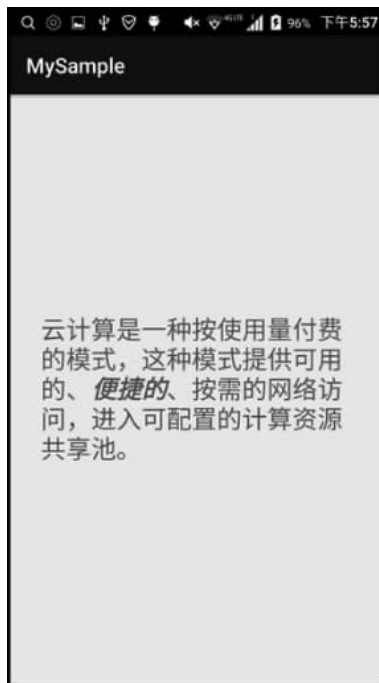 96% 下午5:57
MySample
云计算是一种按使用量付费
的模式，这种模式提供可用
的、便捷的、按需的网络访
问，进入可配置的计算资源
共享池。